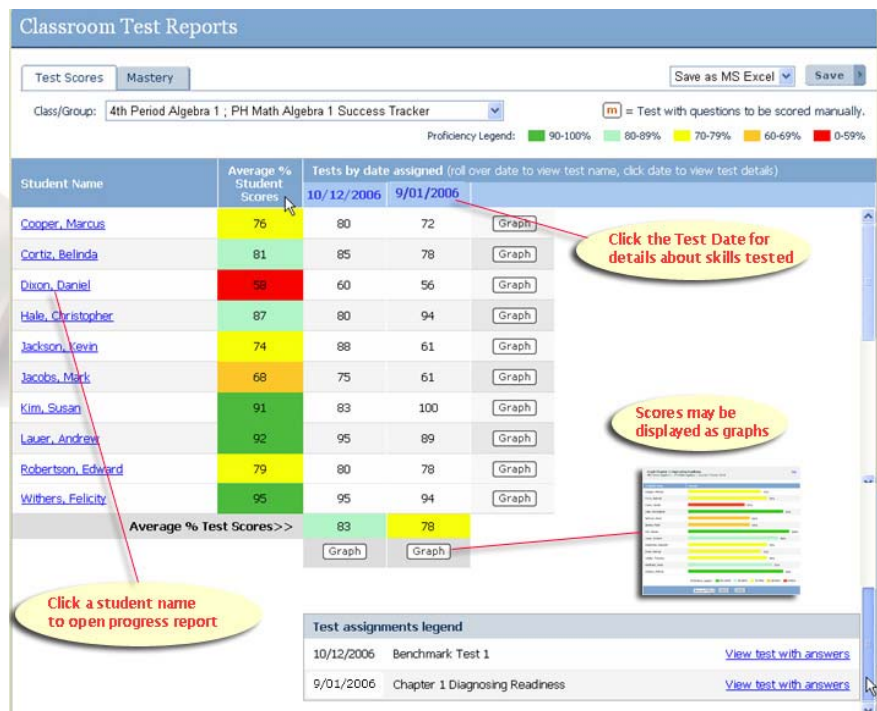 Classroom Test Reports
Test Scores
Mastery
Save as MS Excel
Save
Class/Group: 4th Period Algebra 1 ; PH Math Algebra 1 Success Tracker
m = Test with questions to be scored manually.
Proficiency Legend: 90-100% 80-89% 70-79% 60-69% 0-59%
Student Name
Average % Student Scores
Tests by date assigned (roll over date to view test name, click date to view test details)
10/12/2006 9/01/2006
Cooper, Marcus 76 80 72 Graph
Cortiz, Belinda 81 85 78 Graph
Dixon, Daniel 58 60 56 Graph
Hale, Christopher 87 80 94 Graph
Jackson, Kevin 74 88 61 Graph
Jacobs, Mark 68 75 61 Graph
Kim, Susan 91 83 100 Graph
Lauer, Andrew 92 95 89 Graph
Robertson, Edward 79 80 78 Graph
Withers, Felicity 95 95 94 Graph
Average % Test Scores>> 83 78
Graph Graph
Click the Test Date for
details about skills tested
Scores may be
displayed as graphs
Click a student name
to open progress report
Test assignments legend
10/12/2006 Benchmark Test 1 View test with answers
9/01/2006 Chapter 1 Diagnosing Readiness View test with answers